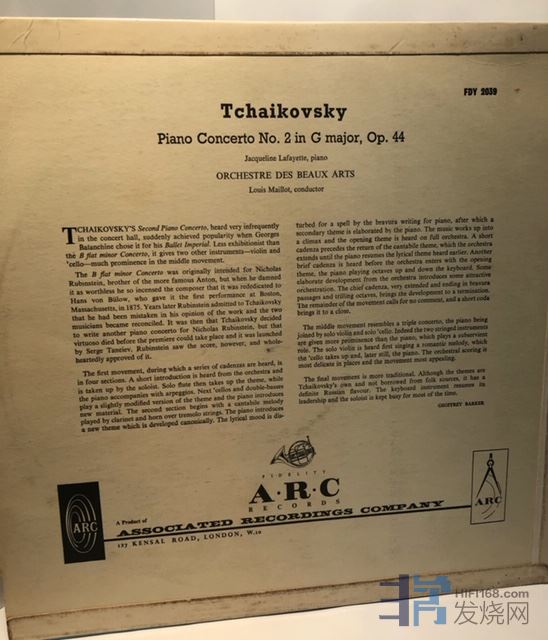 FDY 2039
Tchaikovsky
Piano Concerto No. 2 in G major, Op. 44
Jacqueline Lafayette, piano
ORCHESTRE DES BEAUX ARTS
Louis Maillot, conductor
TCHAIKOVSKY'S Second Piano Concerto, heard very infrequently
in the concert hall, suddenly achieved popularity when Georges
Balanchine chose it for his Ballet Imperial. Less exhibitionist than
the B flat minor Concerto, it gives two other instruments—violin and
'cello—much prominence in the middle movement.
The B flat minor Concerto was originally intended for Nicholas
Rubinstein, brother of the more famous Anton, but when he damned
it as worthless he so incensed the composer that it was rededicated to
Hans von Bülow, who gave it the first performance at Boston,
Massachusetts, in 1875. Years later Rubinstein admitted to Tchaikovsky
that he had been mistaken in his opinion of the work and the two
musicians became reconciled. It was then that Tchaikovsky decided
to write another piano concerto for Nicholas Rubinstein, but that
virtuoso died before the premiere could take place and it was launched
by Serge Taneiev. Rubinstein saw the score, however, and whole-
heartedly approved of it.
The first movement, during which a series of cadenzas are heard, is
in four sections. A short introduction is heard from the orchestra and
is taken up by the soloist. Solo flute then takes up the theme, while
the piano accompanies with arpeggios. Next 'cellos and double-basses
play a slightly modified version of the theme and the piano introduces
new material. The second section begins with a cantabile melody
played by clarinet and horn over tremolo strings. The piano introduces
a new theme which is developed canonically. The lyrical mood is dis-
turbed for a spell by the bravura writing for piano, after which a
secondary theme is elaborated by the piano. The music works up into
a climax and the opening theme is heard on full orchestra. A short
cadenza precedes the return of the cantabile theme, which the orchestra
extends until the piano resumes the lyrical theme heard earlier. Another
brief cadenza is heard before the orchestra enters with the opening
theme, the piano playing octaves up and down the keyboard. Some
elaborate development from the orchestra introduces some attractive
orchestration. The chief cadenza, very extended and ending in bravura
passages and trilling octaves, brings the development to a termination.
The remainder of the movement calls for no comment, and a short coda
brings it to a close.
The middle movement resembles a triple concerto, the piano being
joined by solo violin and solo 'cello. Indeed the two stringed instruments
are given more prominence than the piano, which plays a subservient
role. The solo violin is heard first singing a romantic melody, which
the 'cello takes up and, later still, the piano. The orchestral scoring is
most delicate in places and the movement most appealing.
The final movement is more traditional. Although the themes are
Tchaikovsky's own and not borrowed from folk sources, it has a
definite Russian flavour. The keyboard instrument resumes its
leadership and the soloist is kept busy for most of the time.
GEOFFREY BARKER
FIDELITY
A·R·C
RECORDS
ARC
A Product of
ASSOCIATED RECORDINGS COMPANY
127 KENSAL ROAD, LONDON, W.10
ARC
HIFI168.com
发烧网